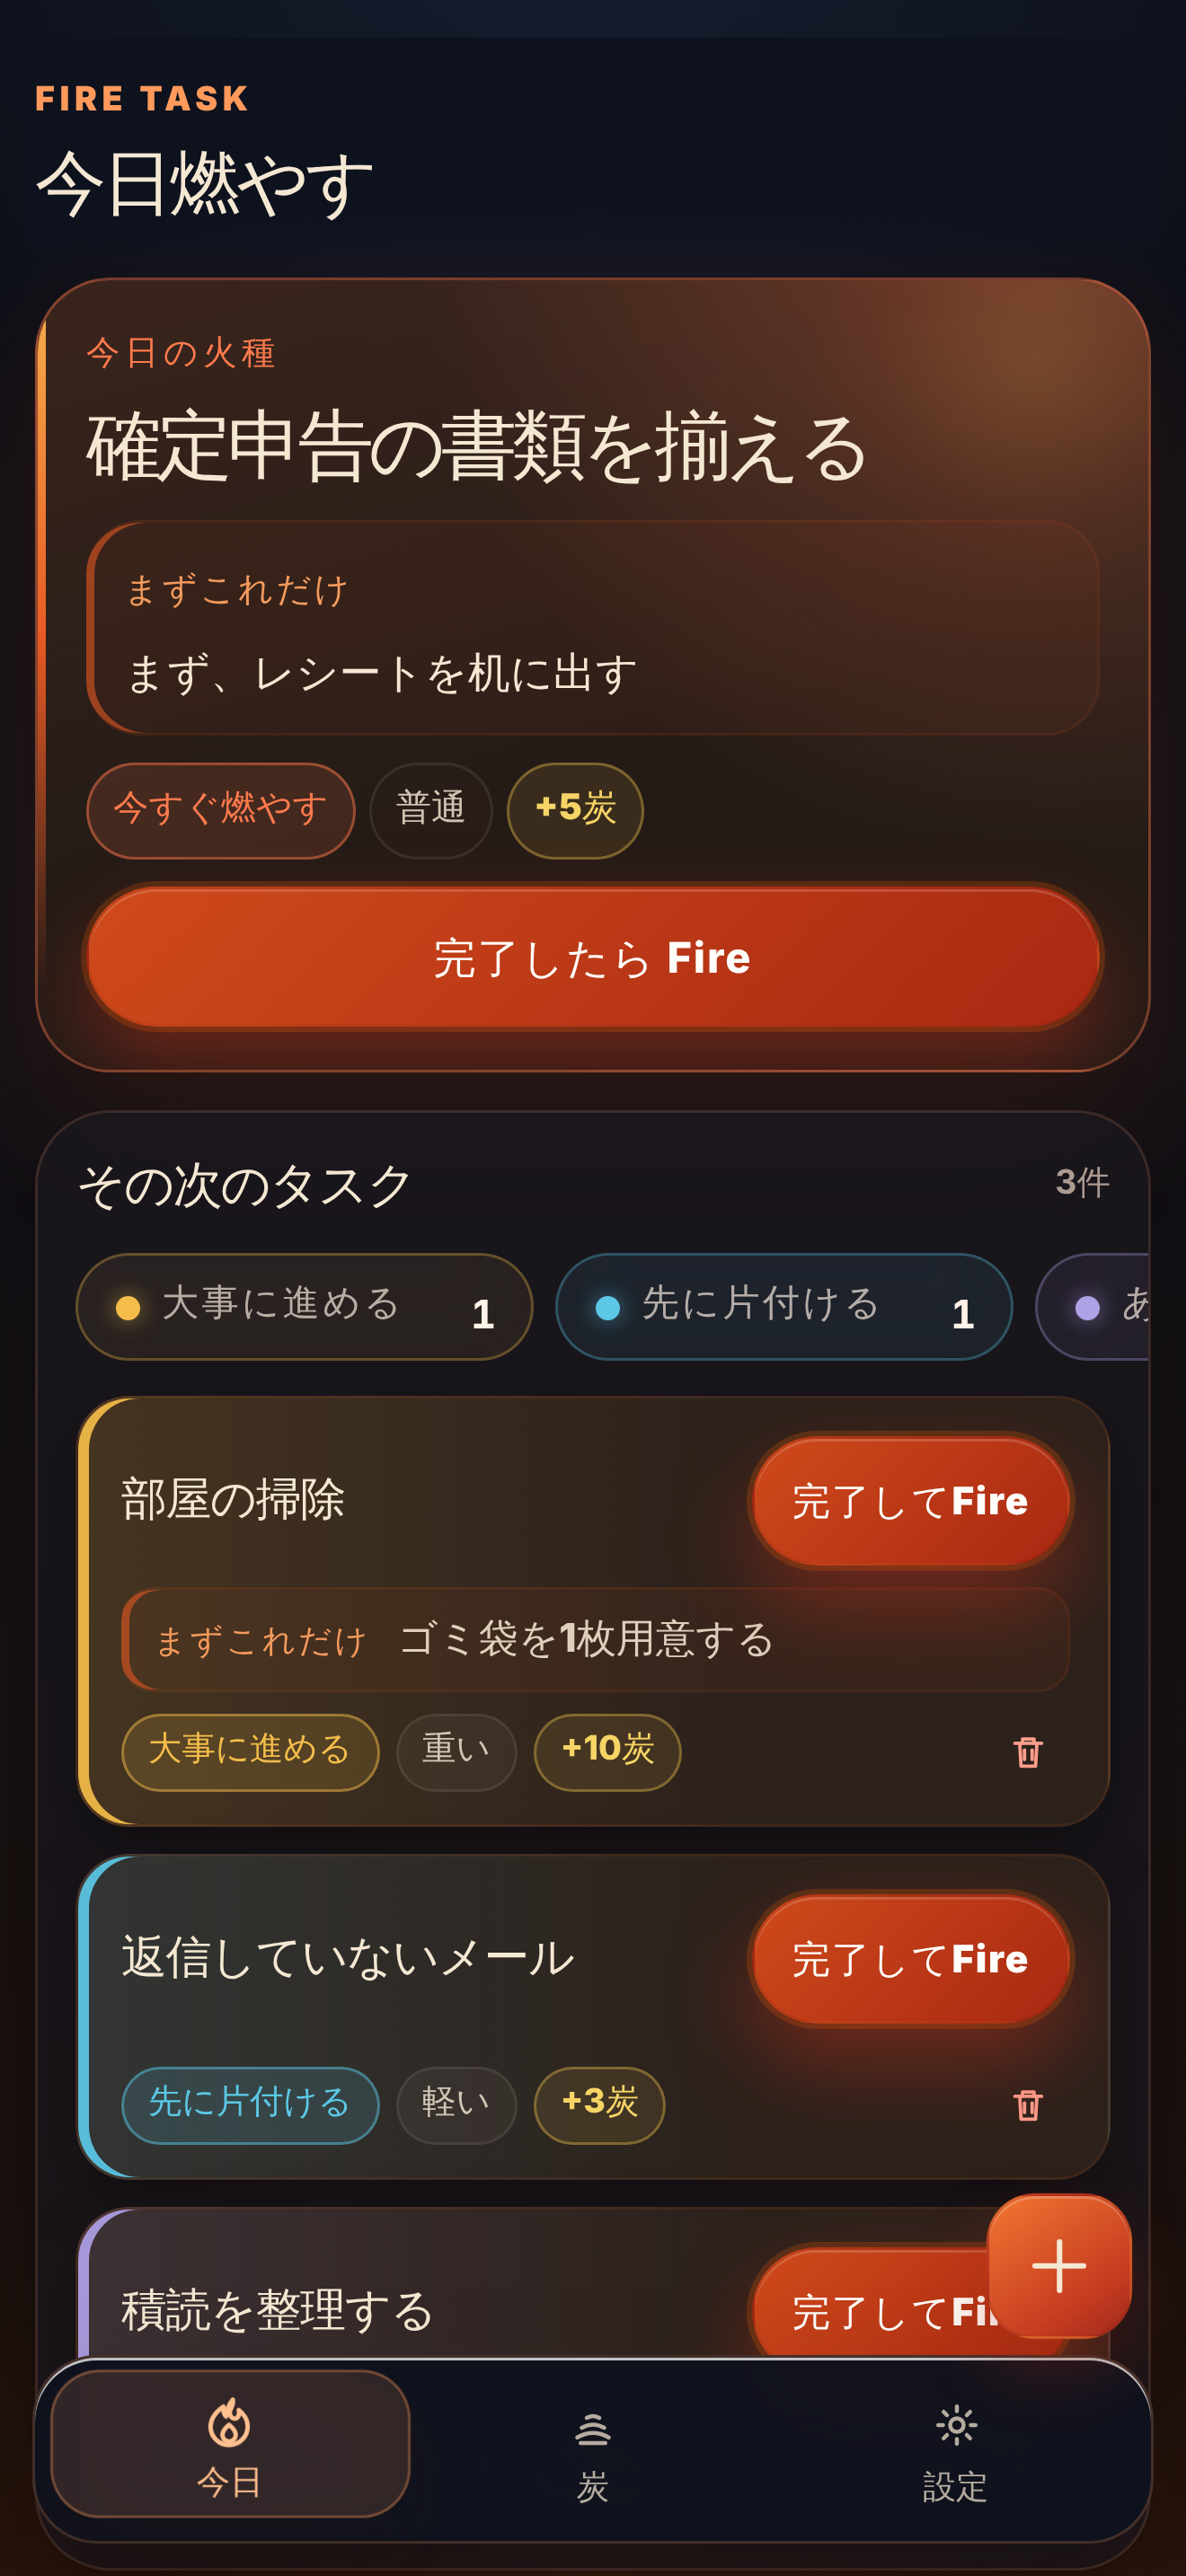 FIRE TASK
今日燃やす
今日の火種
確定申告の書類を揃える
まずこれだけ
まず、レシートを机に出す
今すぐ燃やす 普通 +5炭
完了したら Fire
その次のタスク 3件
大事に進める 1 先に片付ける 1 あ
部屋の掃除 完了してFire
まずこれだけ ゴミ袋を1枚用意する
大事に進める 重い +10炭
返信していないメール 完了してFire
先に片付ける 軽い +3炭
積読を整理する 完了してFi
今日 炭 設定